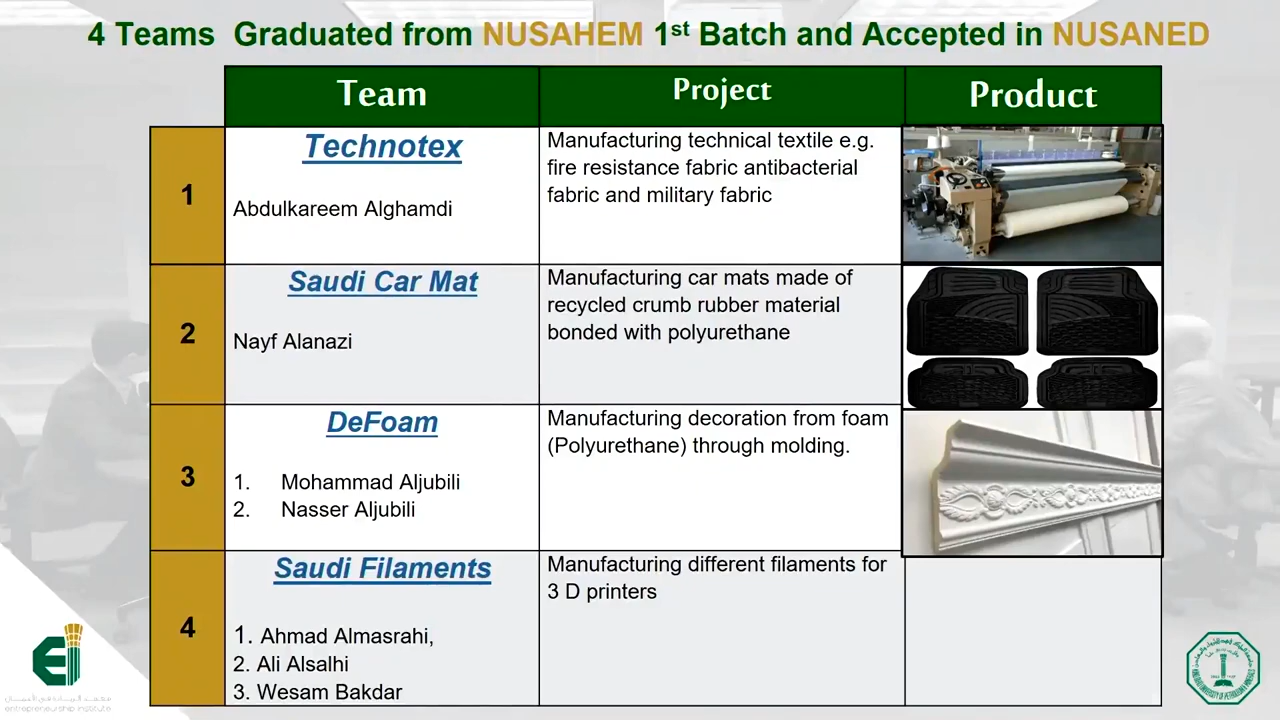 4 Teams Graduated from NUSAHEM 1st Batch and Accepted in NUSANED
Team
Project
Product
1
Technotex
Abdulkareem Alghamdi
Manufacturing technical textile e.g.
fire resistance fabric antibacterial
fabric and military fabric
2
Saudi Car Mat
Nayf Alanazi
Manufacturing car mats made of
recycled crumb rubber material
bonded with polyurethane
3
DeFoam
1. Mohammad Aljubili
2. Nasser Aljubili
Manufacturing decoration from foam
(Polyurethane) through molding.
4
Saudi Filaments
1. Ahmad Almasrahi,
2. Ali Alsalhi
3. Wesam Bakdar
Manufacturing different filaments for
3 D printers
entrepreneurship institute